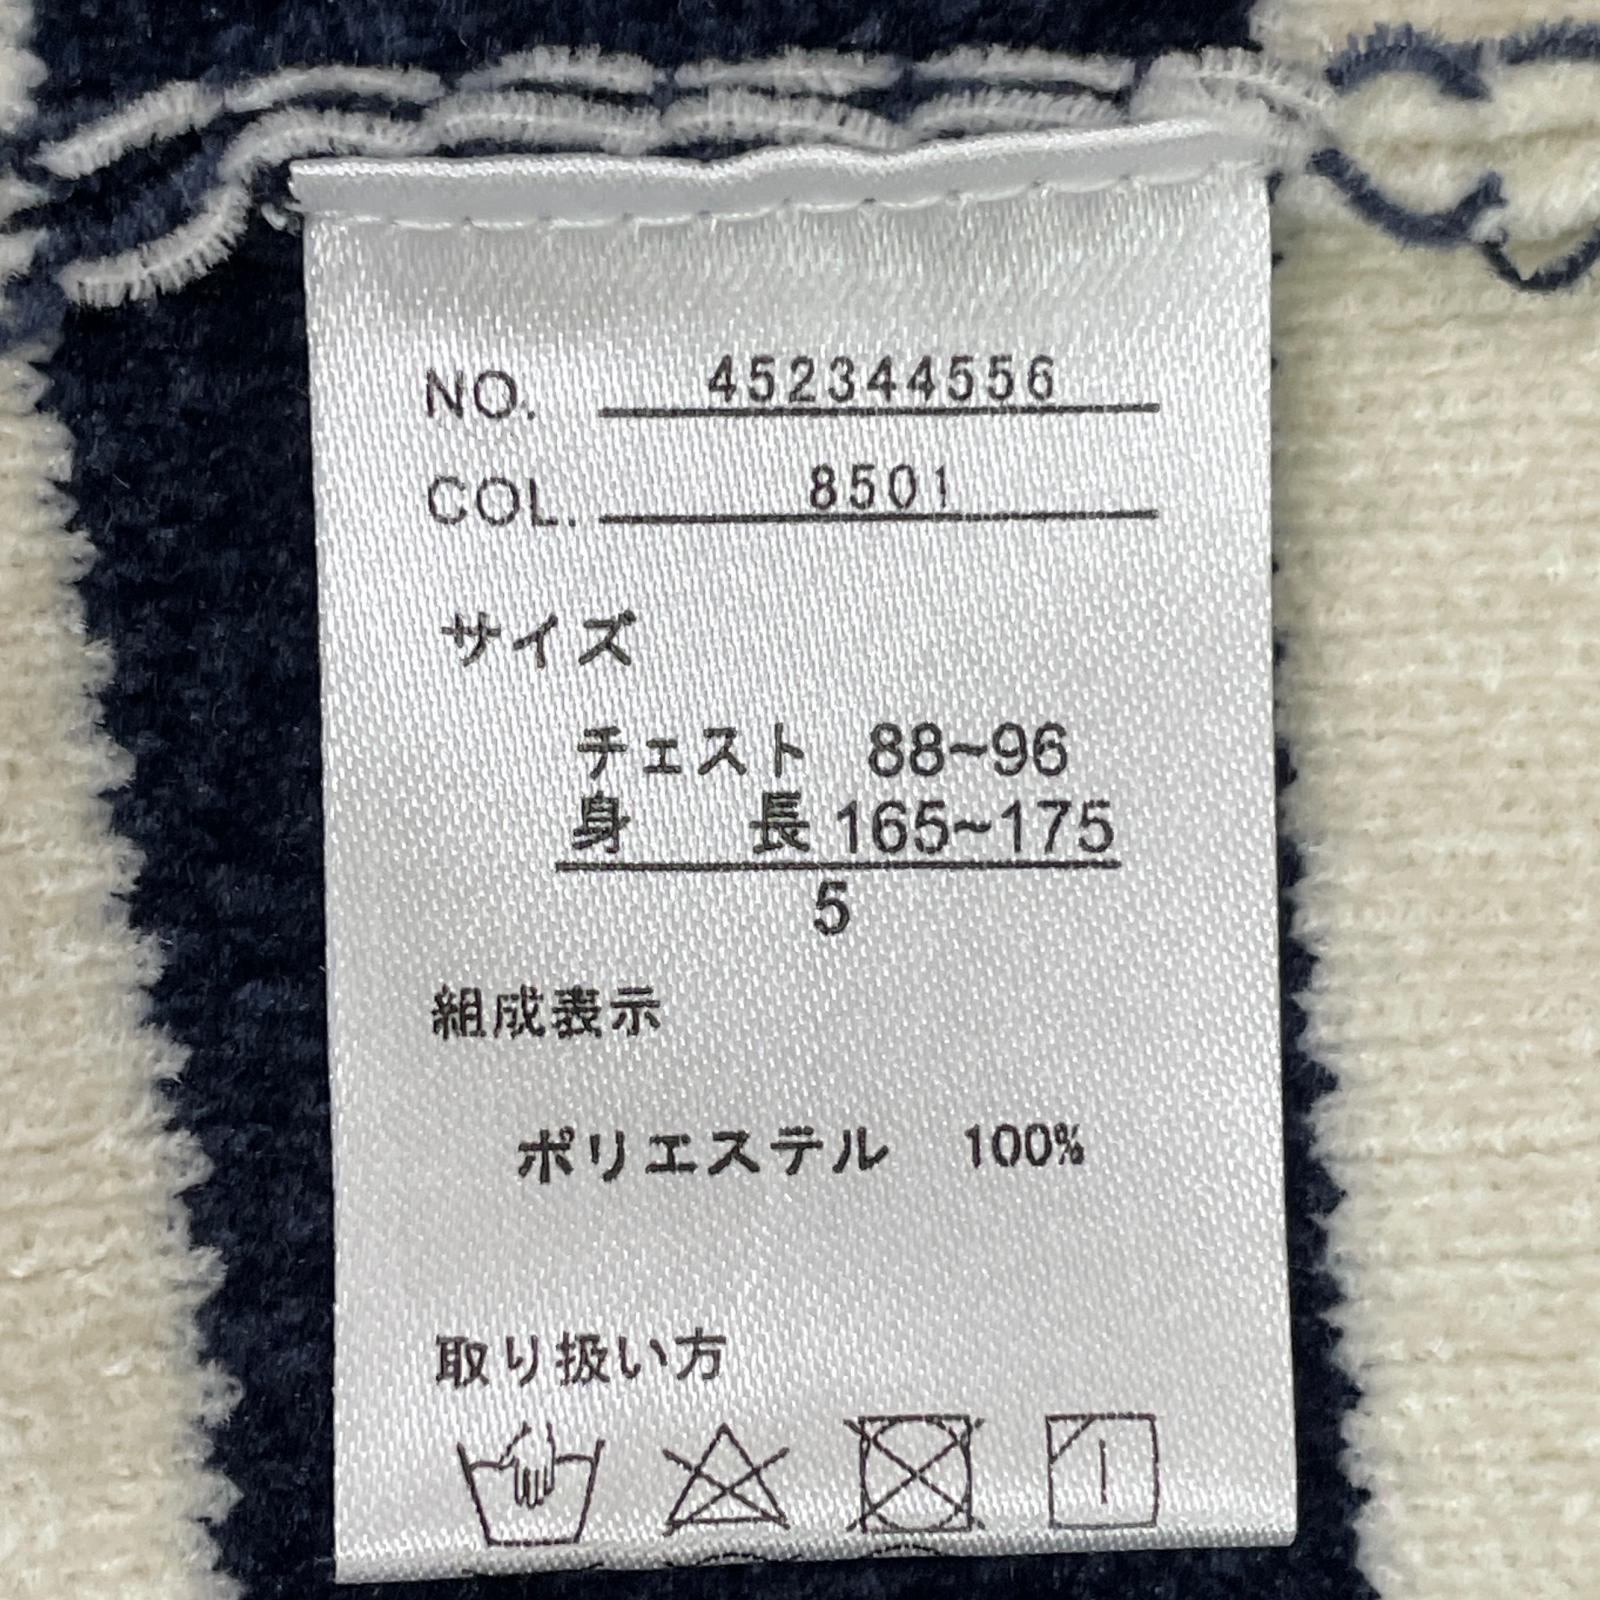 NO. 452344556
COL. 8501
サイズ
チェスト 88~96
身 長 165~175
5
組成表示
ポリエステル 100%
取り扱い方